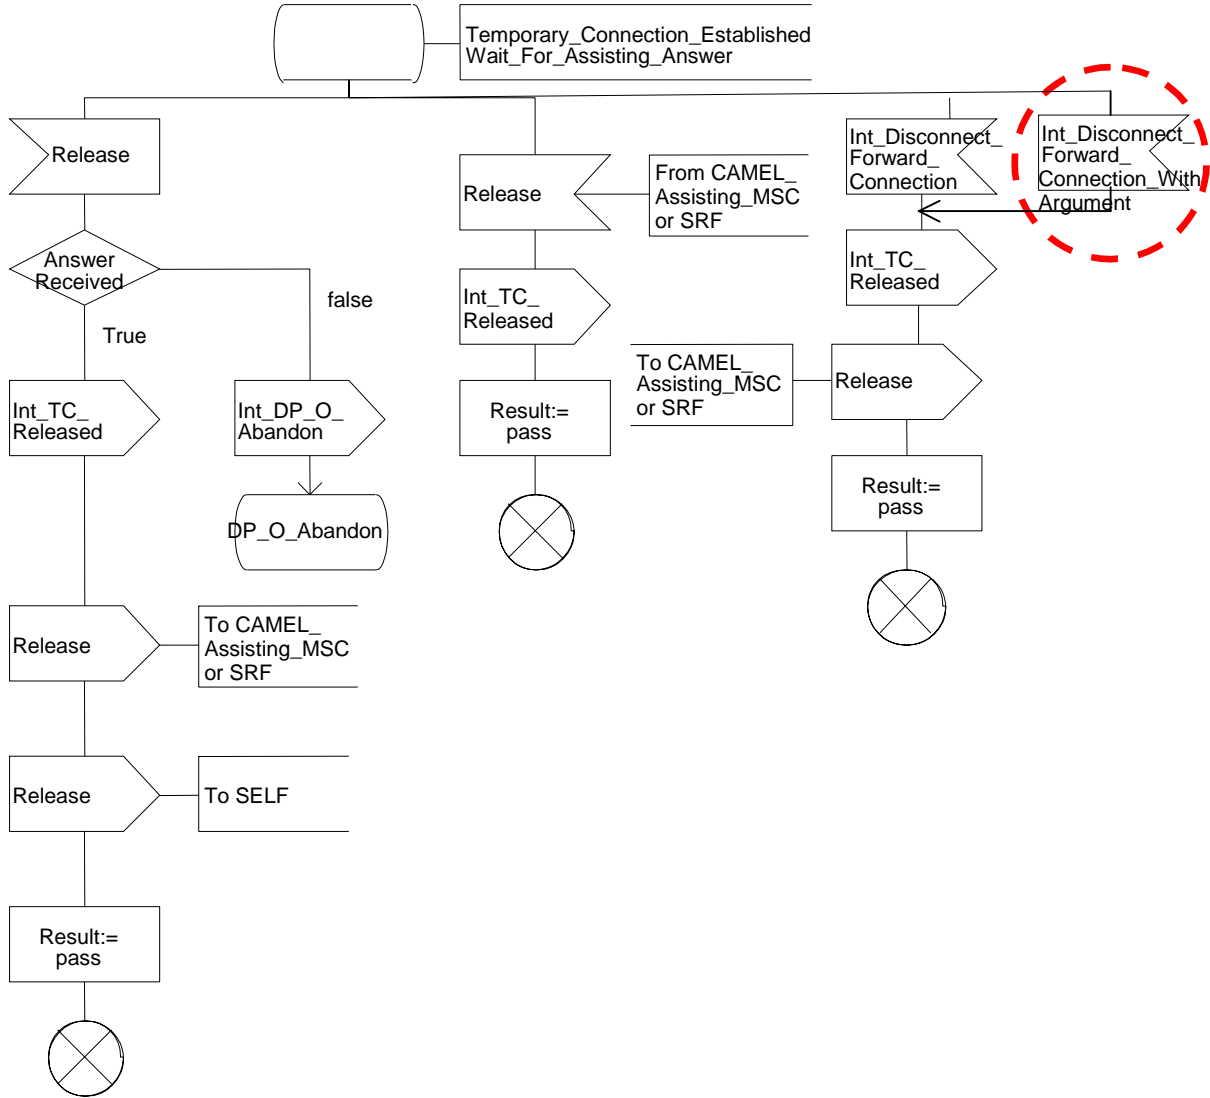 Temporary_Connection_Established
Wait_For_Assisting_Answer
Release
Answer
Received
false
True
Int_TC_
Released
Int_DP_O_
Abandon
DP_O_Abandon
Release
To CAMEL_
Assisting_MSC
or SRF
Release
To SELF
Result:=
pass
Release
From CAMEL_
Assisting_MSC
or SRF
Int_TC_
Released
Result:=
pass
Int_Disconnect_
Forward_
Connection
Int_Disconnect_
Forward_
Connection_With
Argument
Int_TC_
Released
To CAMEL_
Assisting_MSC
or SRF
Release
Result:=
pass